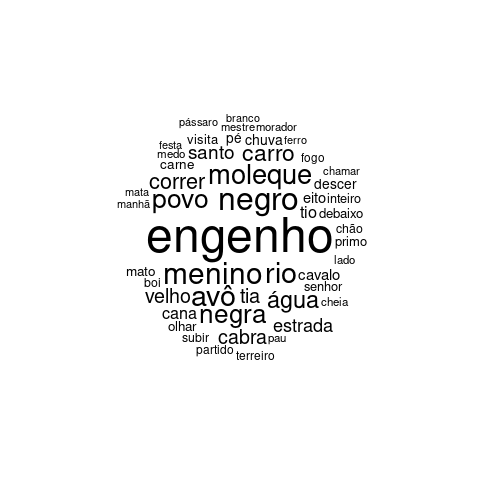 branco
pássaro
mestre morador
visita pé chuva ferro
festa
medo santo carro fogo
carne moleque chamar
correr descer
mata povo negro eito inteiro
manhã tio debaixo
chão
engenho primo
lado
mato menino rio cavalo
boi senhor
velho avô tia água cheia
cana negra
olhar estrada
subir cabra pau
partido terreiro